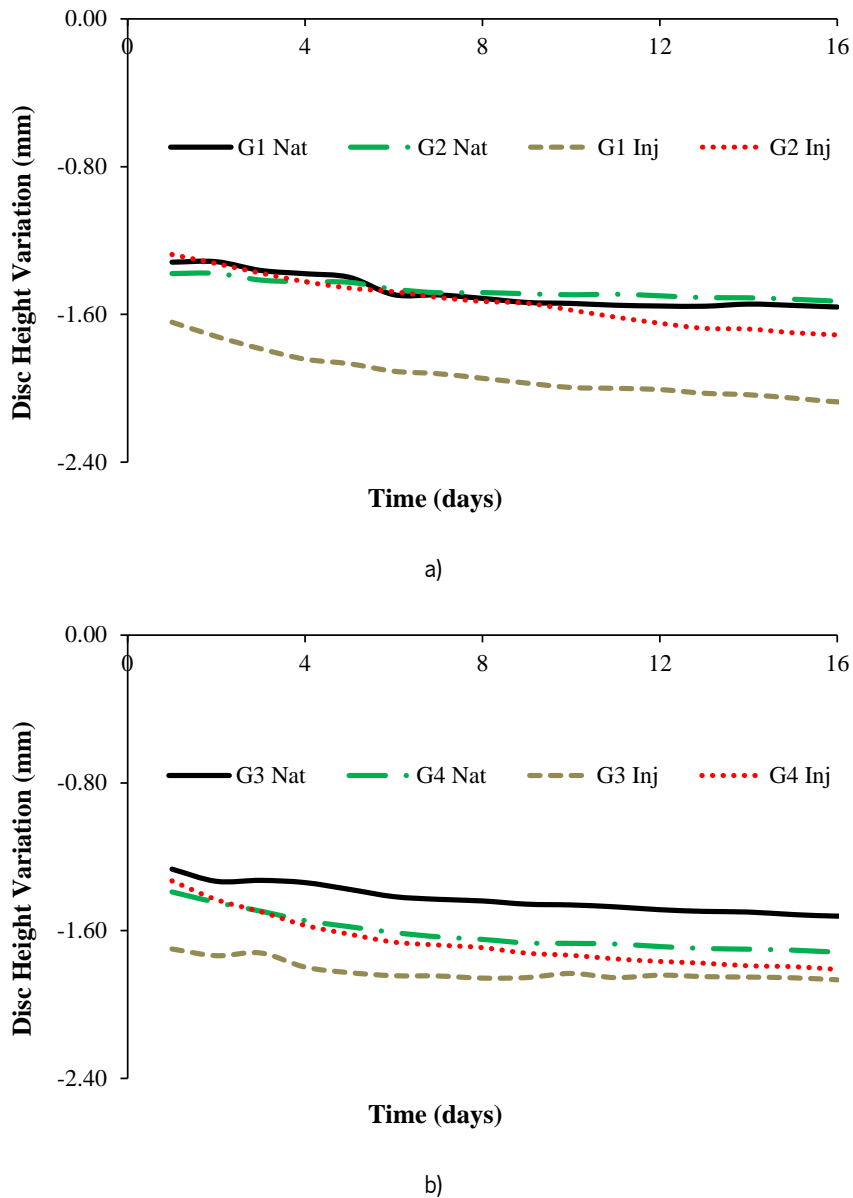 0.00
0 4 8 12 16
G1 Nat G2 Nat G1 Inj G2 Inj
-0.80
-1.60
-2.40
Disc Height Variation (mm)
Time (days)
a)
0.00
0 4 8 12 16
G3 Nat G4 Nat G3 Inj G4 Inj
-0.80
-1.60
-2.40
Disc Height Variation (mm)
Time (days)
b)